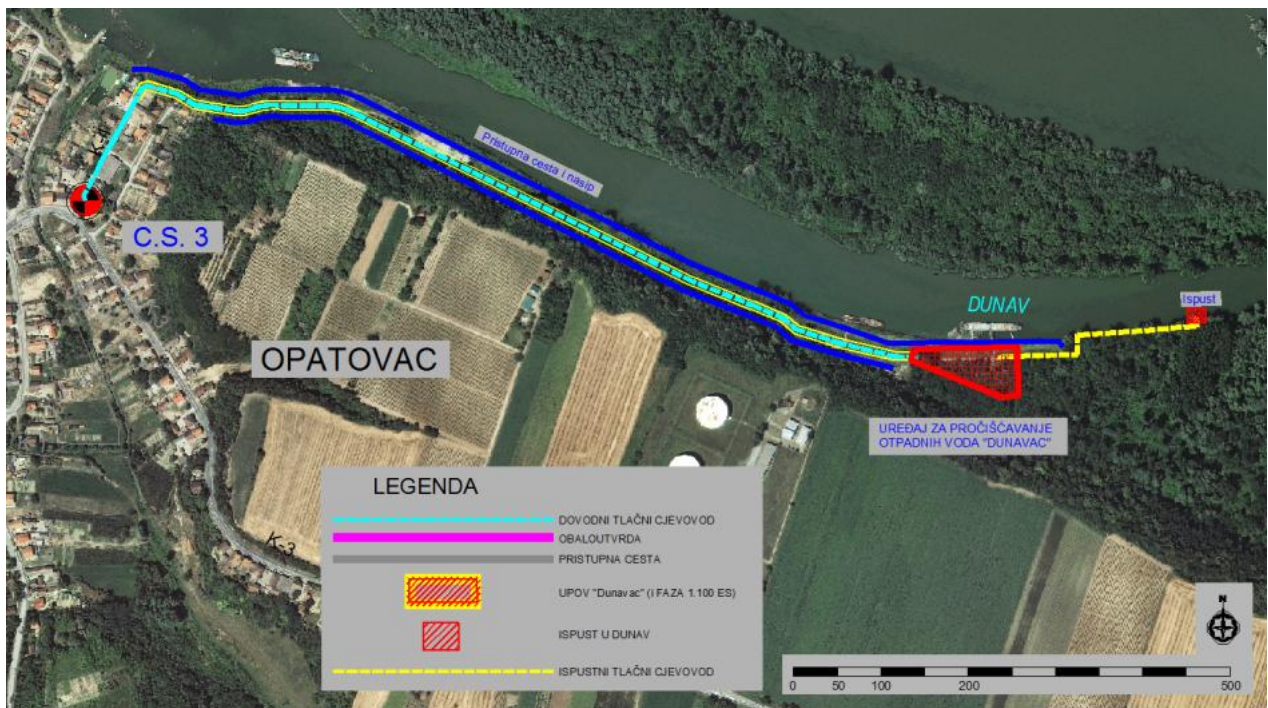 K-1
C.S. 3
Pristupna cesta i nasip
OPATOVAC
DUNAV
Ispust
UREĐAJ ZA PROČIŠĆAVANJE
OTPADNIH VODA "DUNAVAC"
K-3
LEGENDA
DOVODNI TLAČNI CJEVOVOD
OBALOUTVRDA
PRISTUPNA CESTA
UPOV "Dunavac" (i FAZA 1.100 ES)
ISPUST U DUNAV
ISPUSTNI TLAČNI CJEVOVOD
N
0 50 100 200 500